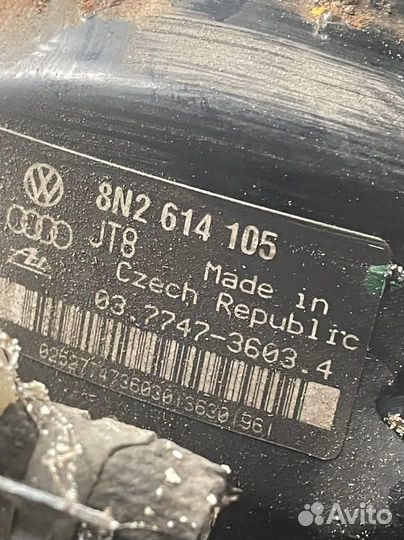 8N2 614 105
JT8
Made in
Czech Republic
03.7747-3603.4
Avito